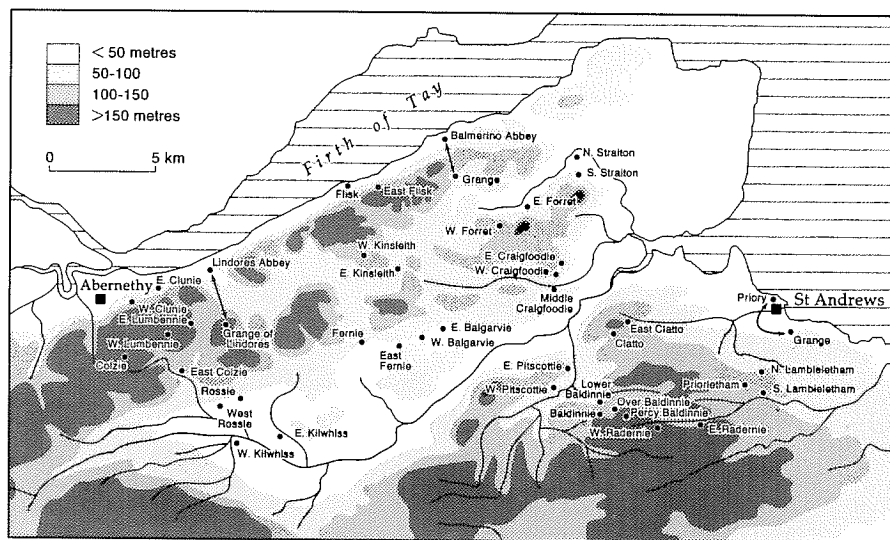 < 50 metres
50-100
100-150
>150 metres
0 5 km
Firth of Tay
Balmerino Abbey
Grange
N. Straiton
S. Straiton
Flisk
East Flisk
E. Forret
W. Forret
W. Kinsleith
E. Kinsleith
E. Craigfoodie
W. Craigfoodie
Middle
Craigfoodie
Lindores Abbey
Abernethy
E. Clunie
W. Clunie
E. Lumbennie
W. Lumbennie
Grange of
Lindores
Colzie
East Colzie
Rossie
West
Rossie
Fernie
East
Fernie
E. Balgarvie
W. Balgarvie
E. Kilwhiss
W. Kilwhiss
Priory
St Andrews
Grange
East Clatto
Clatto
E. Pitscottie
W. Pitscottie
Lower
Baldinnie
Baldinnie
Over Baldinnie
Percy Baldinnie
W. Radernie
E. Radernie
Priorletham
N. Lambieletham
S. Lambieletham